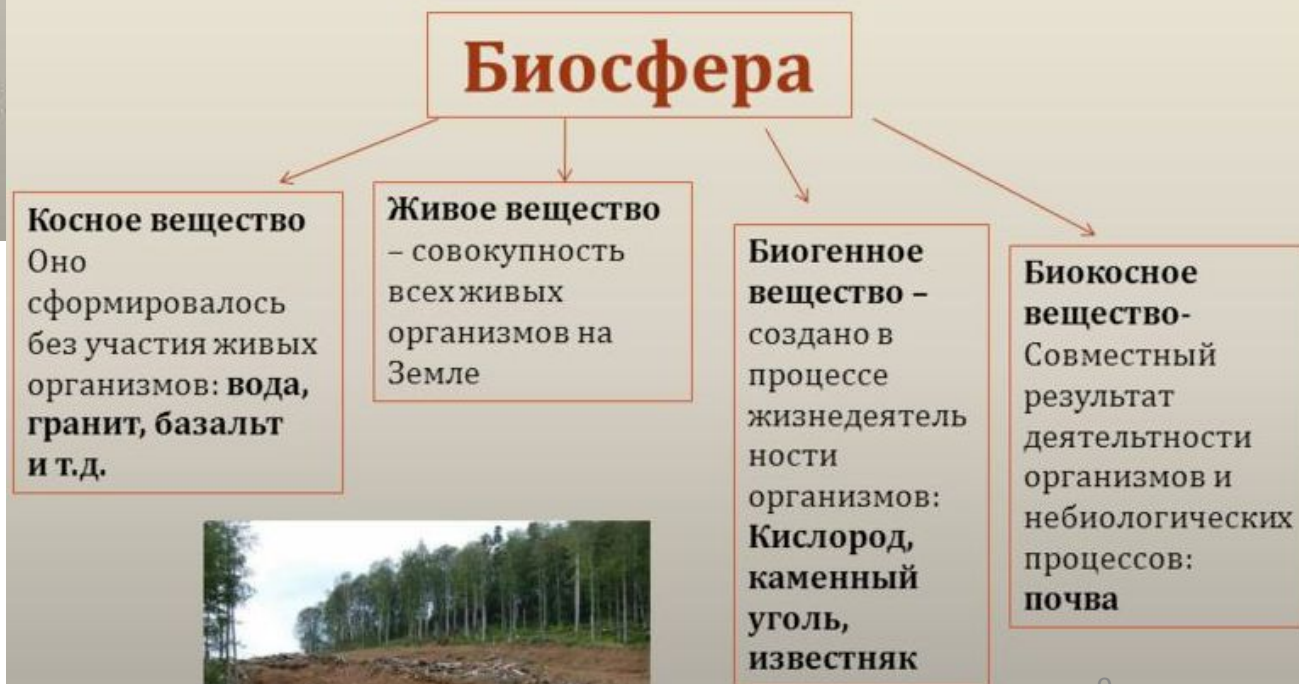 Биосфера
Косное вещество
Оно
сформировалось
без участия живых
организмов: вода,
гранит, базальт
и т.д.
Живое вещество
– совокупность
всех живых
организмов на
Земле
Биогенное
вещество –
создано в
процессе
жизнедеятель
ности
организмов:
Кислород,
каменный
уголь,
известняк
Биокосное
вещество-
Совместный
результат
деятельтности
организмов и
небиологических
процессов:
почва